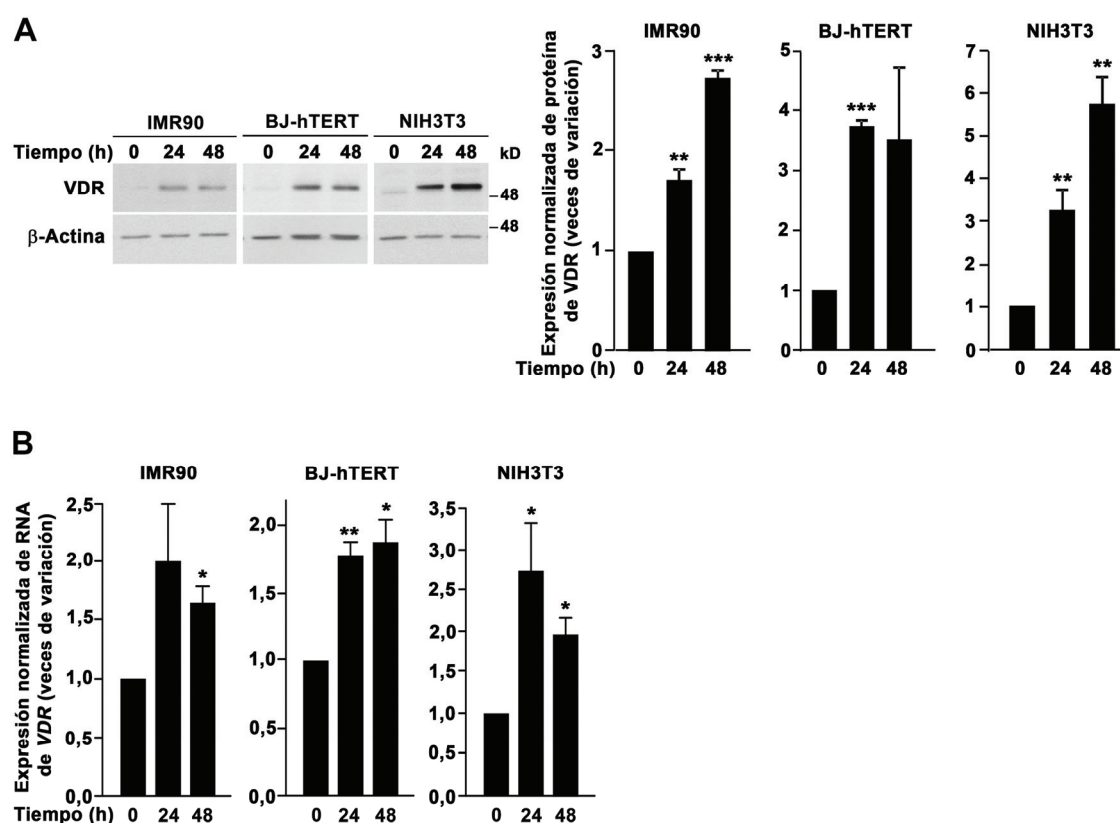 A
IMR90 BJ-hTERT NIH3T3
Tiempo (h) 0 24 48 0 24 48 0 24 48 kD
VDR
48
β-Actina
48
Expresión normalizada de proteína
de VDR (veces de variación)
IMR90
3
2
1
0
***
**
Tiempo (h) 0 24 48
BJ-hTERT
5
4
3
2
1
0
***
0 24 48
NIH3T3
7
6
5
4
3
2
1
0
**
**
0 24 48
B
Expresión normalizada de RNA
de VDR (veces de variación)
IMR90
2,5
2,0
1,5
1,0
0,5
0,0
*
Tiempo (h) 0 24 48
BJ-hTERT
2,0
1,5
1,0
0,5
0,0
**
*
0 24 48
NIH3T3
3,5
3,0
2,5
2,0
1,5
1,0
0,5
0,0
*
*
0 24 48